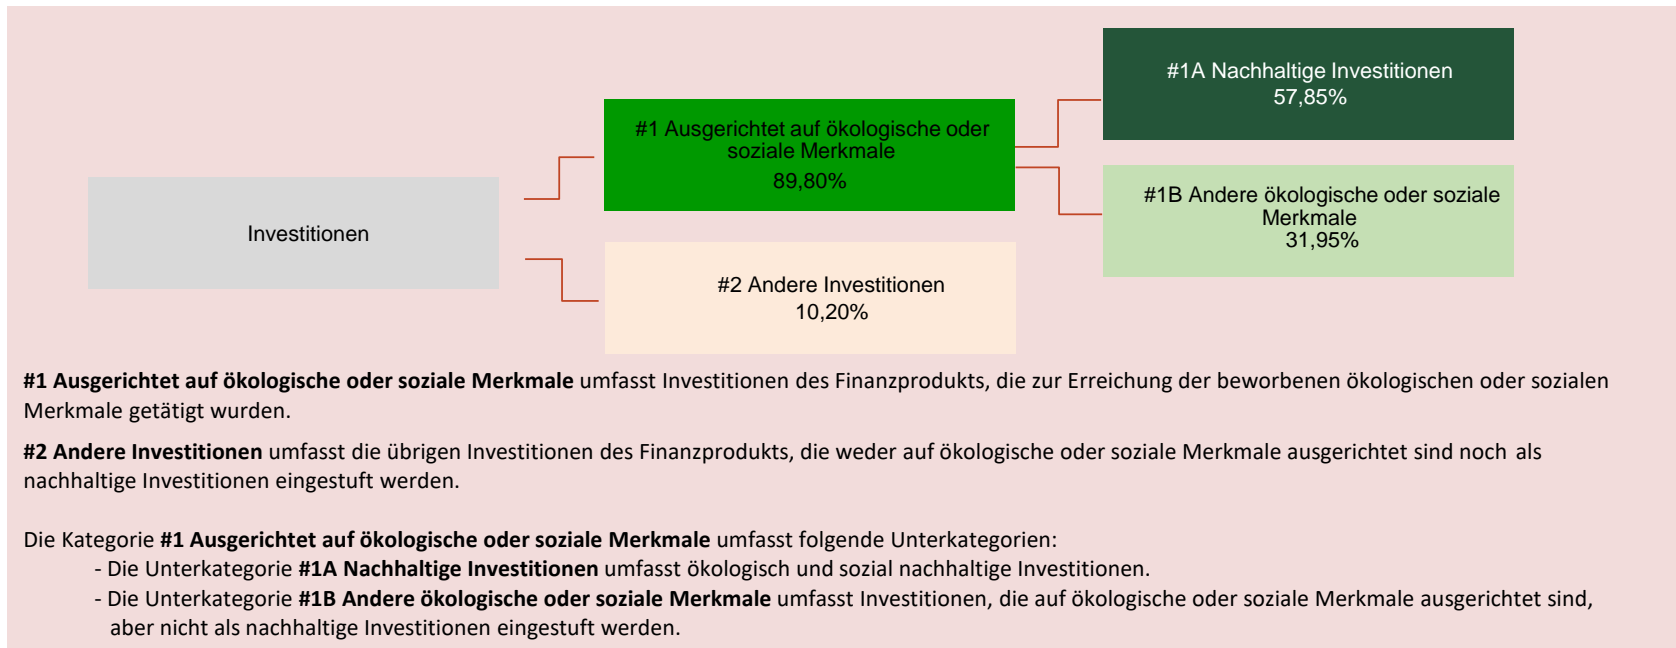 #1A Nachhaltige Investitionen
57,85%
#1 Ausgerichtet auf ökologische oder
soziale Merkmale
89,80%
#1B Andere ökologische oder soziale
Merkmale
31,95%
Investitionen
#2 Andere Investitionen
10,20%
#1 Ausgerichtet auf ökologische oder soziale Merkmale umfasst Investitionen des Finanzprodukts, die zur Erreichung der beworbenen ökologischen oder sozialen
Merkmale getätigt wurden.
#2 Andere Investitionen umfasst die übrigen Investitionen des Finanzprodukts, die weder auf ökologische oder soziale Merkmale ausgerichtet sind noch als
nachhaltige Investitionen eingestuft werden.
Die Kategorie #1 Ausgerichtet auf ökologische oder soziale Merkmale umfasst folgende Unterkategorien:
- Die Unterkategorie #1A Nachhaltige Investitionen umfasst ökologisch und sozial nachhaltige Investitionen.
- Die Unterkategorie #1B Andere ökologische oder soziale Merkmale umfasst Investitionen, die auf ökologische oder soziale Merkmale ausgerichtet sind,
aber nicht als nachhaltige Investitionen eingestuft werden.